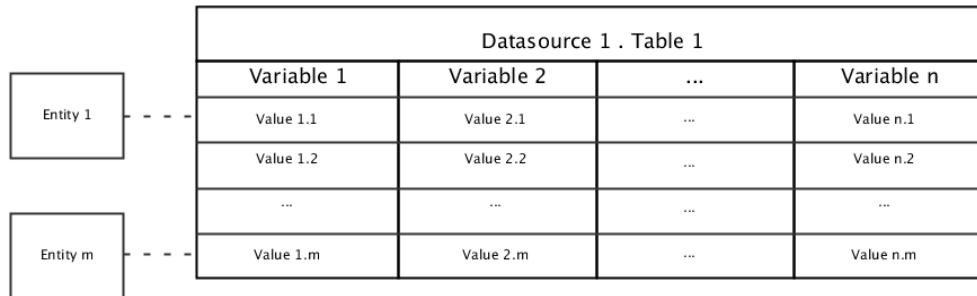 Datasource 1 . Table 1
Variable 1 Variable 2 ... Variable n
Entity 1 Value 1.1 Value 2.1 ... Value n.1
Value 1.2 Value 2.2 ... Value n.2
... ... ... ...
Entity m Value 1.m Value 2.m ... Value n.m